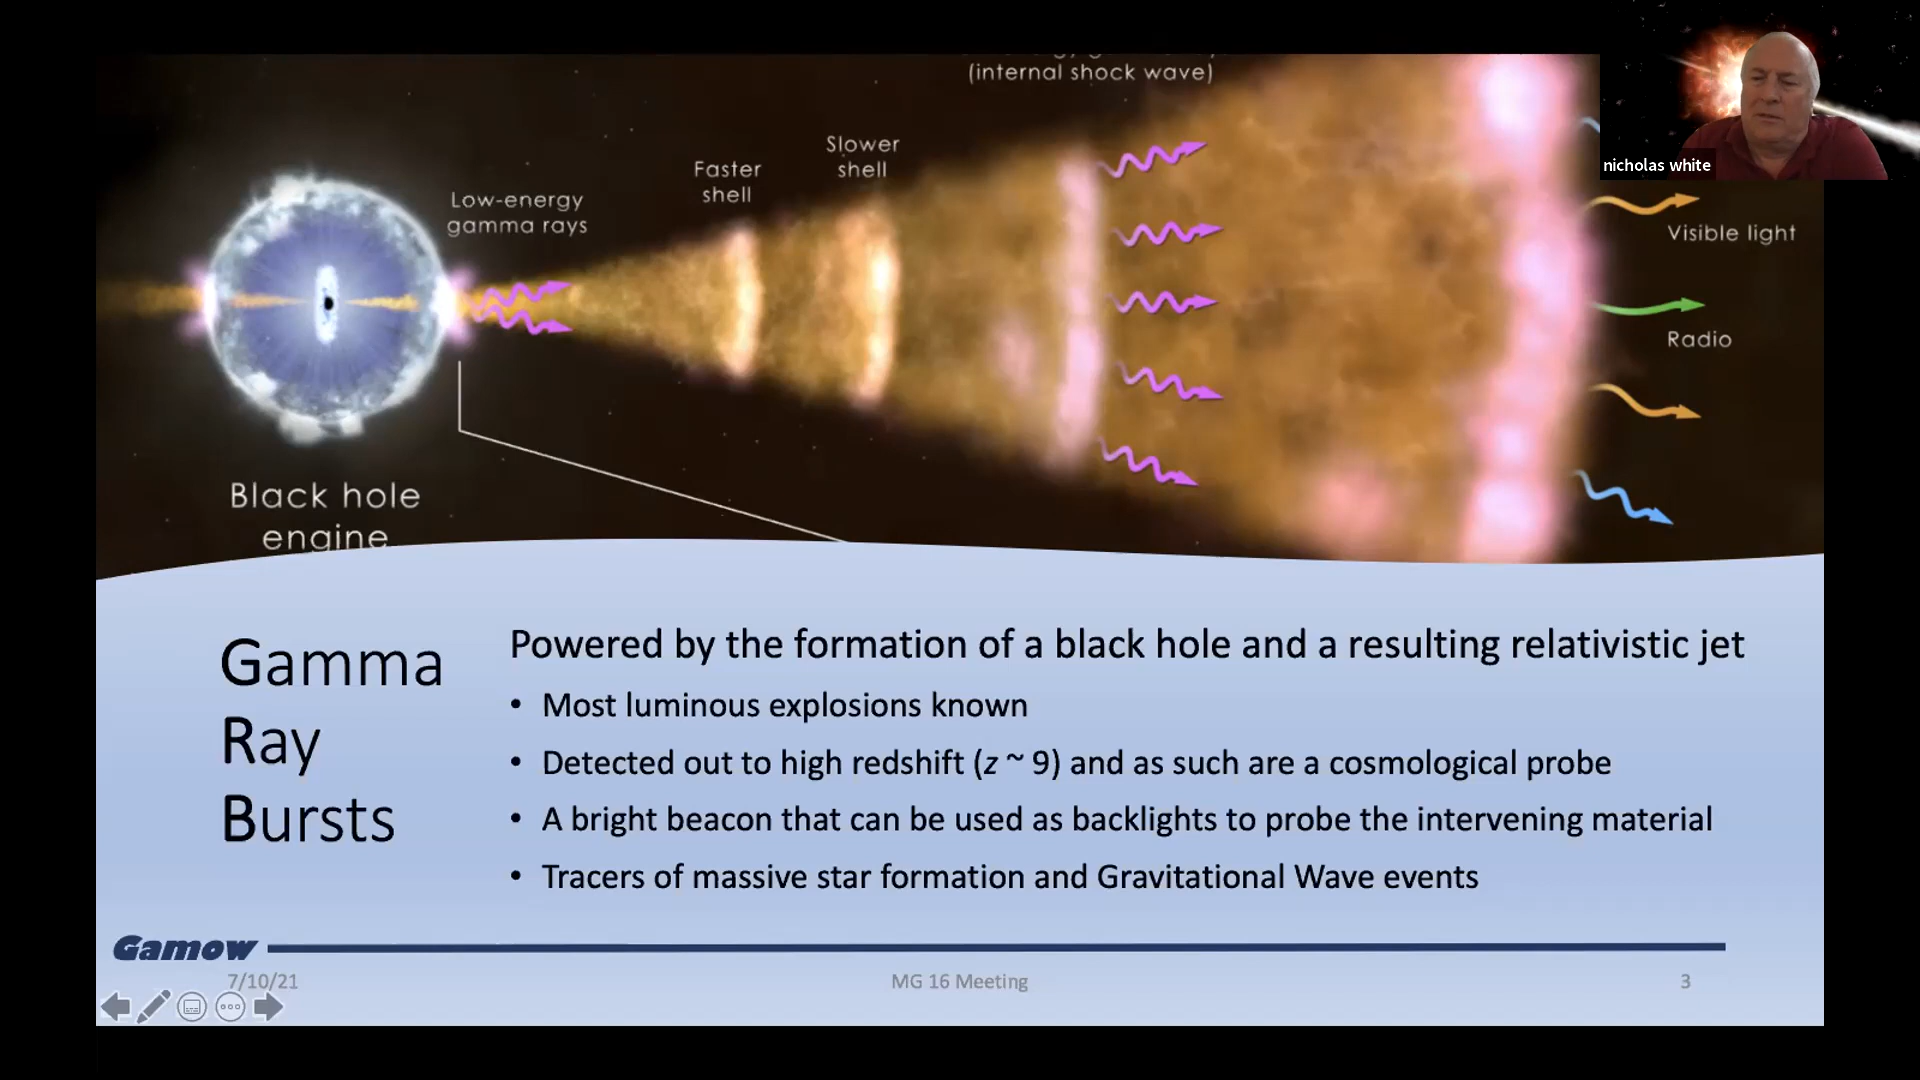 (internal shock wave)
Slower
shell
Faster
shell
nicholas white
Low-energy
gamma rays
Visible light
Radio
Black hole
engine
Gamma
Ray
Bursts
Powered by the formation of a black hole and a resulting relativistic jet
• Most luminous explosions known
• Detected out to high redshift (z ~ 9) and as such are a cosmological probe
• A bright beacon that can be used as backlights to probe the intervening material
• Tracers of massive star formation and Gravitational Wave events
Gamow
7/10/21
MG 16 Meeting
3